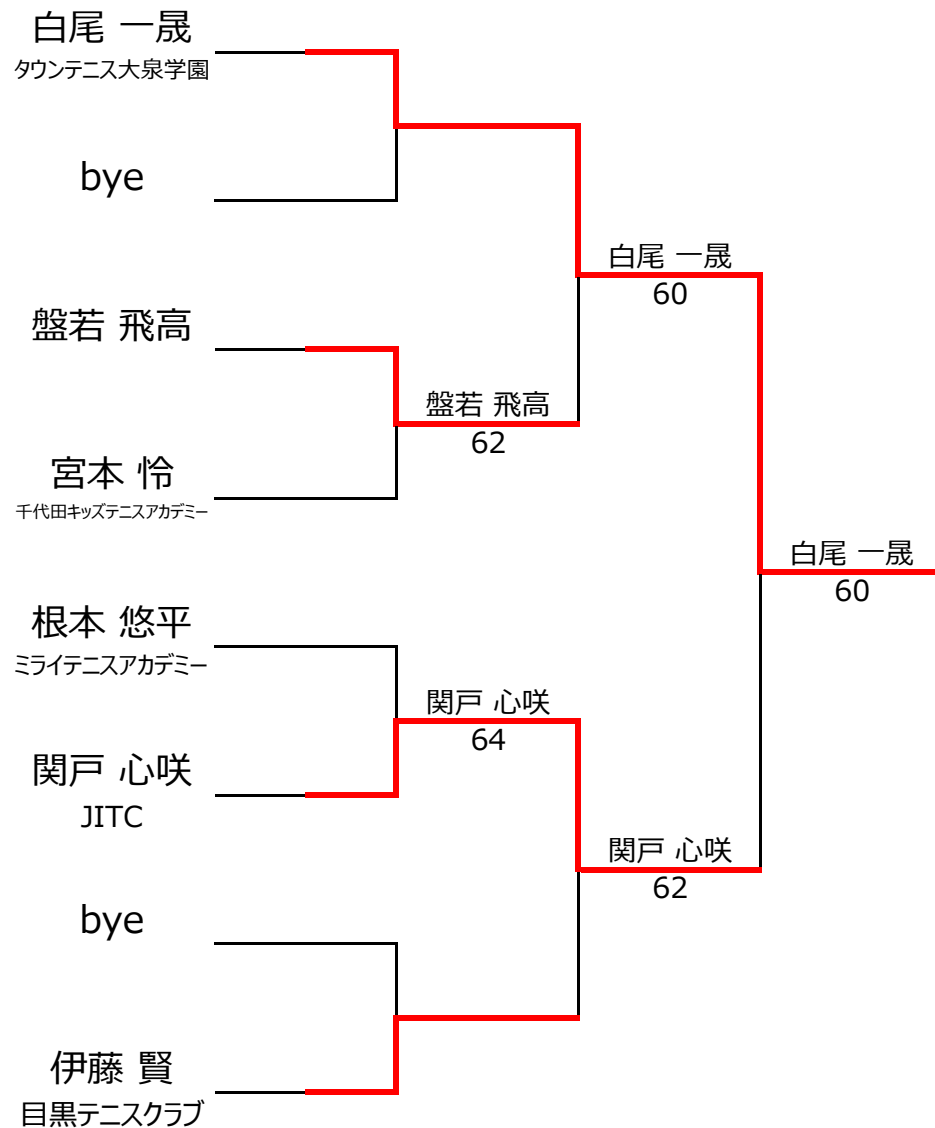 白尾 一晟
タウンテニス大泉学園
bye
盤若 飛高
宮本 怜
千代田キッズテニスアカデミー
根本 悠平
ミライテニスアカデミー
関戸 心咲
JITC
bye
伊藤 賢
目黒テニスクラブ
盤若 飛高
62
関戸 心咲
64
白尾 一晟
60
関戸 心咲
62
白尾 一晟
60